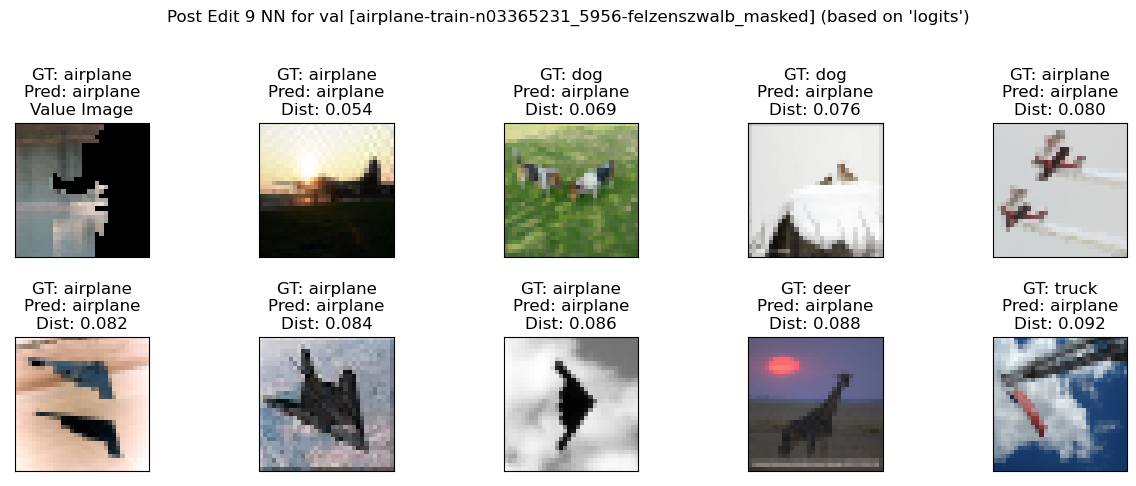 Post Edit 9 NN for val [airplane-train-n03365231_5956-felzenszwalb_masked] (based on 'logits')
GT: airplane
Pred: airplane
Value Image
GT: airplane
Pred: airplane
Dist: 0.054
GT: dog
Pred: airplane
Dist: 0.069
GT: dog
Pred: airplane
Dist: 0.076
GT: airplane
Pred: airplane
Dist: 0.080
GT: airplane
Pred: airplane
Dist: 0.082
GT: airplane
Pred: airplane
Dist: 0.084
GT: airplane
Pred: airplane
Dist: 0.086
GT: deer
Pred: airplane
Dist: 0.088
GT: truck
Pred: airplane
Dist: 0.092